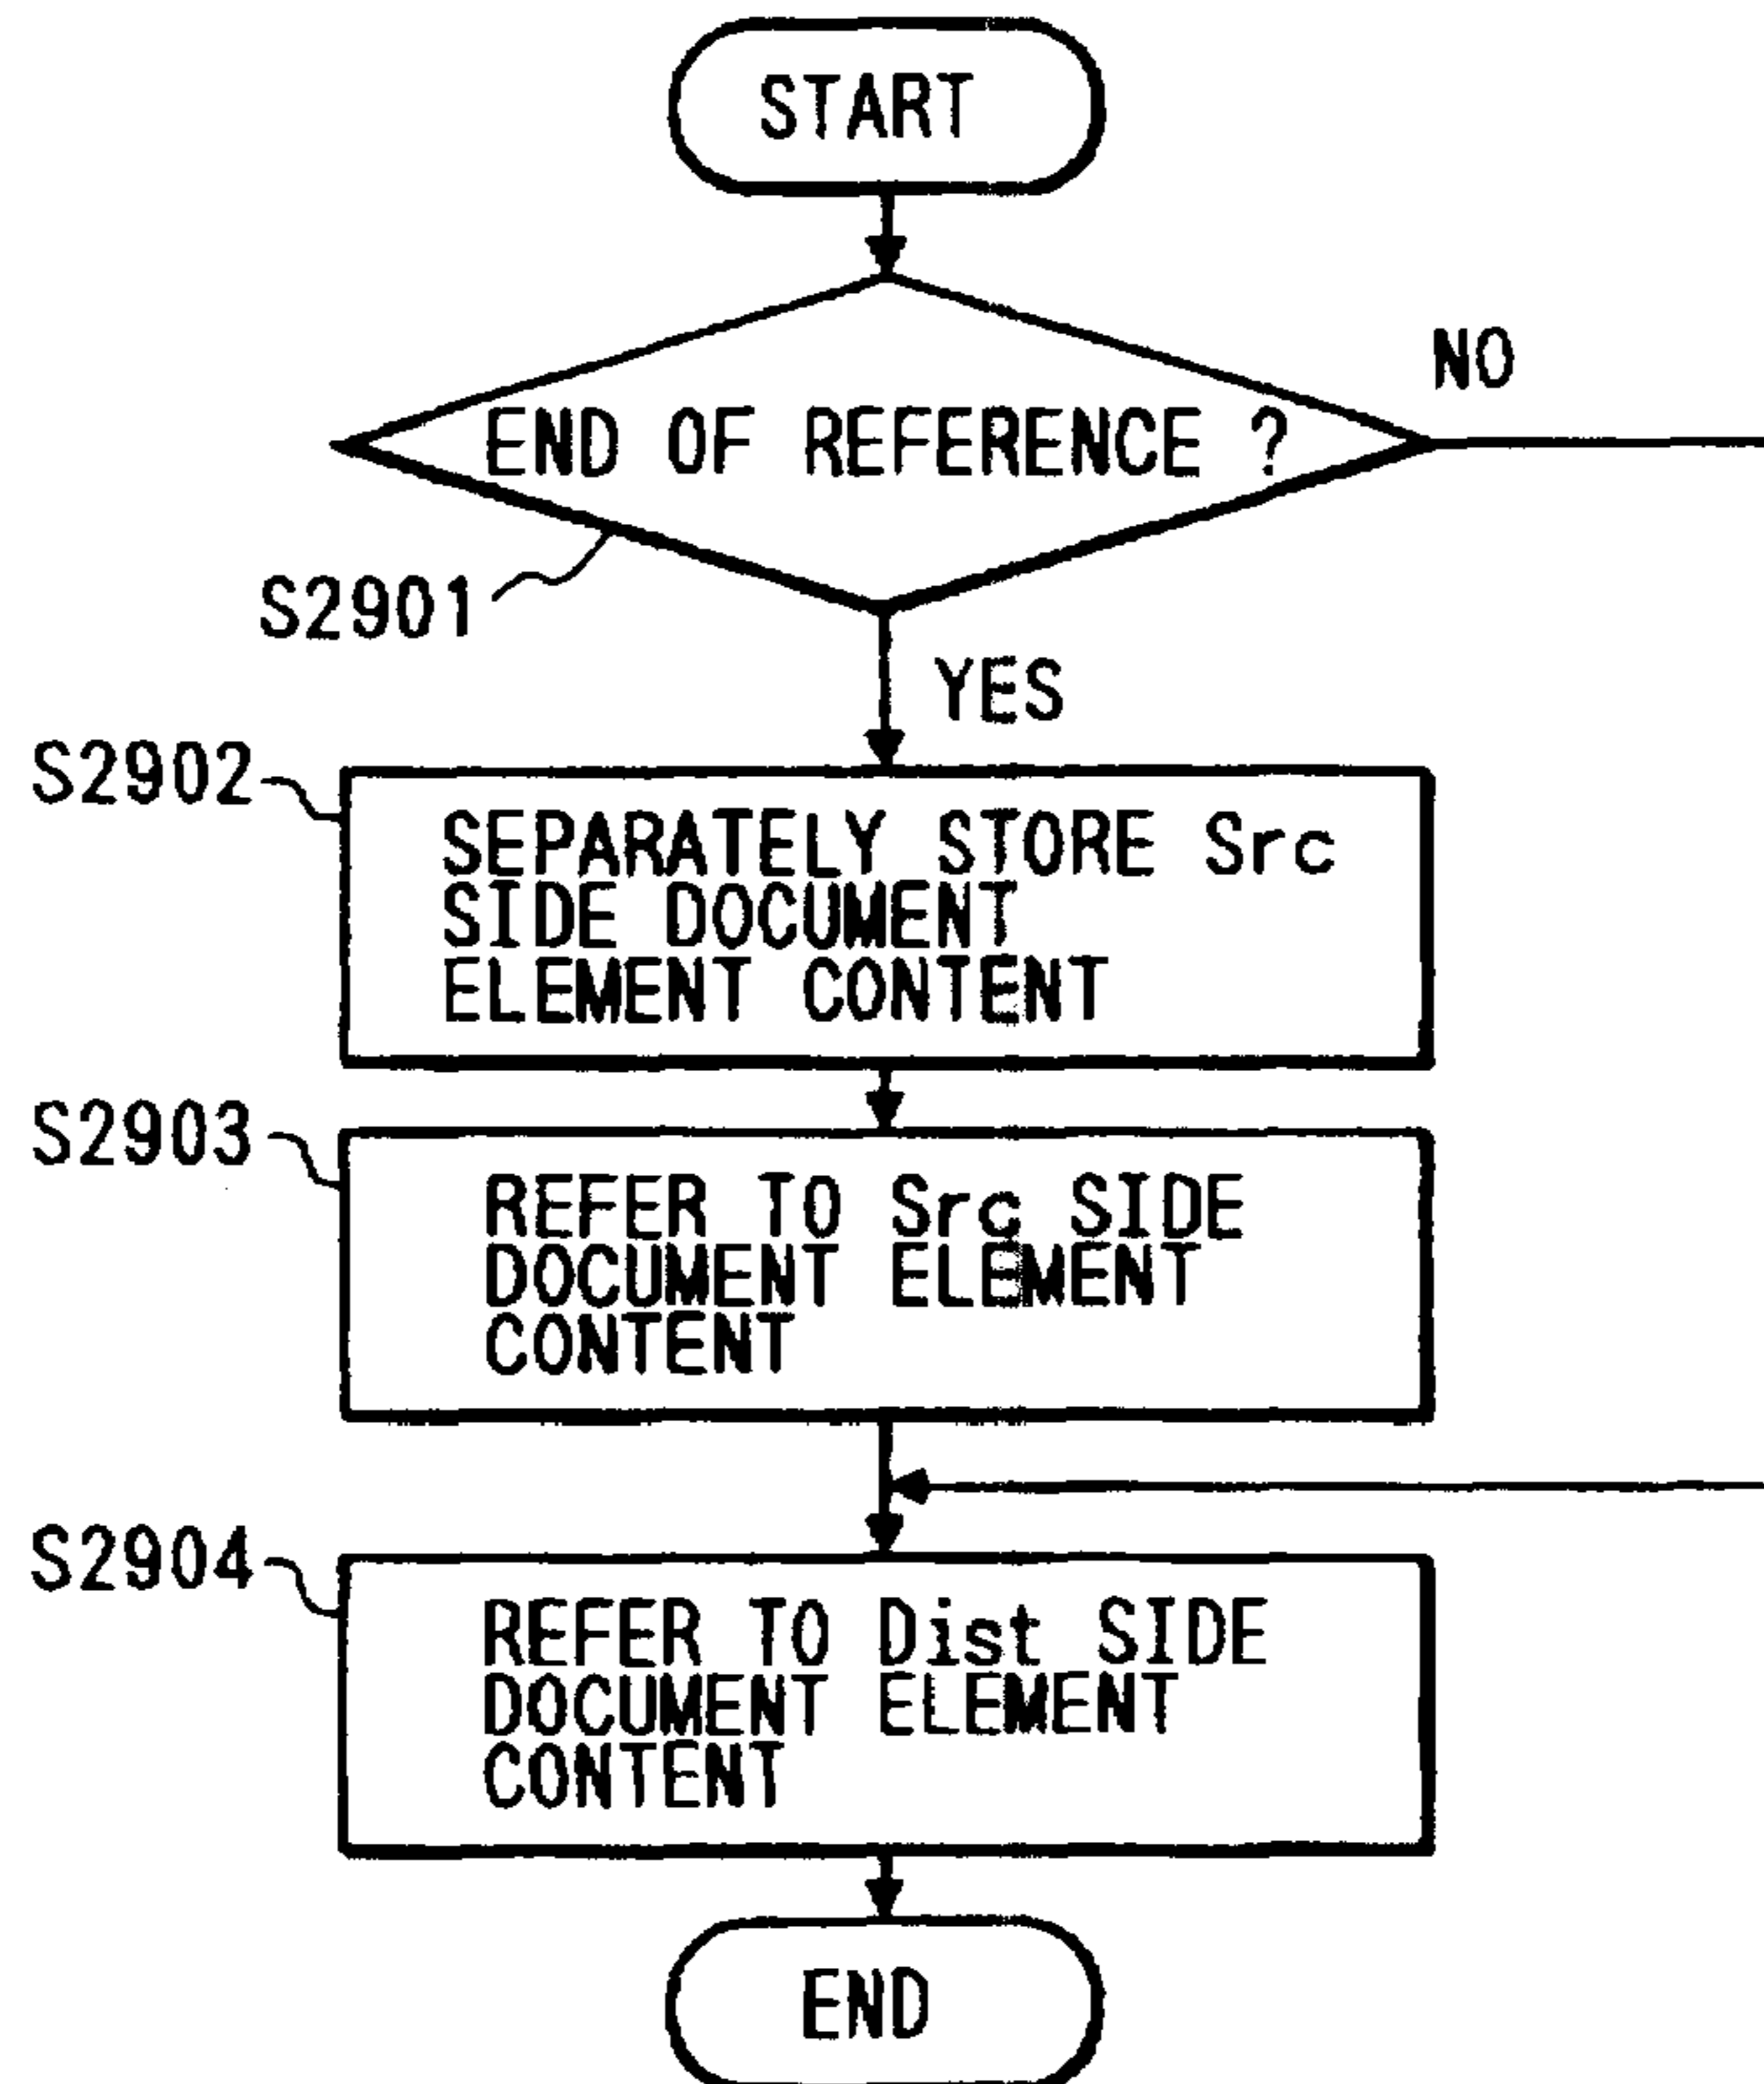 START
NO
END OF REFERENCE ?
S2901
YES
S2902
SEPARATELY STORE Src
SIDE DOCUMENT
ELEMENT CONTENT
S2903
REFER TO Src SIDE
DOCUMENT ELEMENT
CONTENT
S2904
REFER TO Dist SIDE
DOCUMENT ELEMENT
CONTENT
END